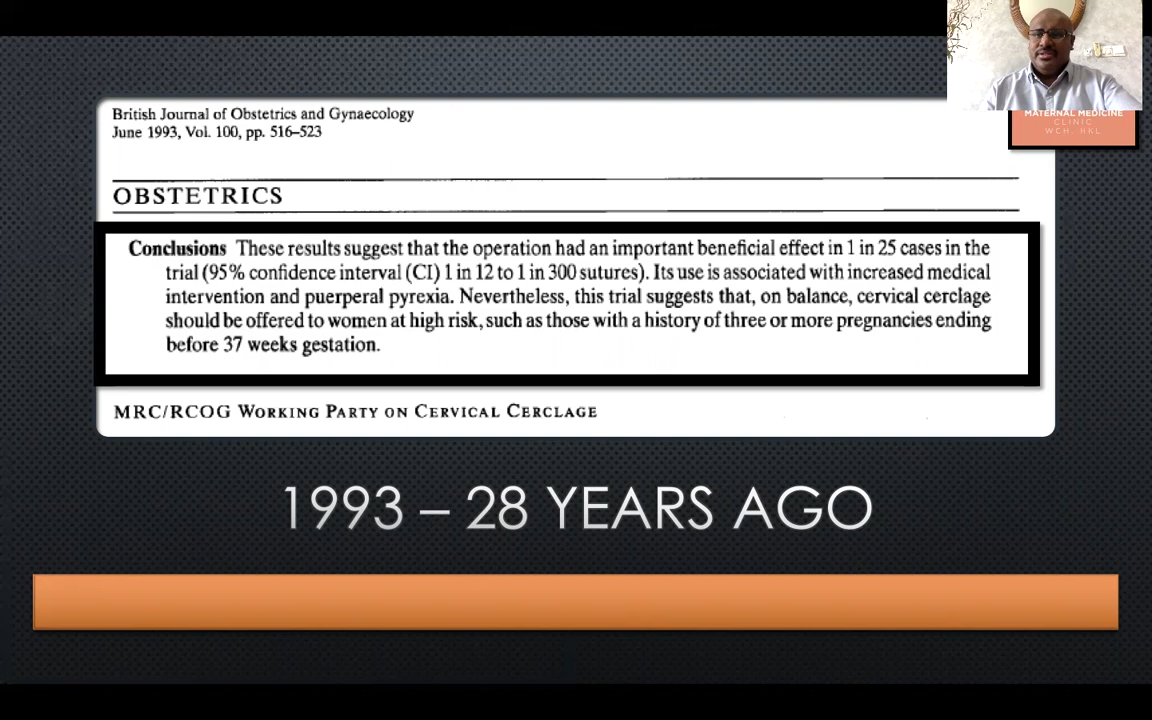 British Journal of Obstetrics and Gynaecology
June 1993, Vol. 100, pp. 516–523
MATERNAL MEDICINE
CLINIC
WCH, HKL
OBSTETRICS
Conclusions These results suggest that the operation had an important beneficial effect in 1 in 25 cases in the
trial (95% confidence interval (CI) 1 in 12 to 1 in 300 sutures). Its use is associated with increased medical
intervention and puerperal pyrexia. Nevertheless, this trial suggests that, on balance, cervical cerclage
should be offered to women at high risk, such as those with a history of three or more pregnancies ending
before 37 weeks gestation.
MRC/RCOG WORKING PARTY ON CERVICAL CERCLAGE
1993 – 28 YEARS AGO